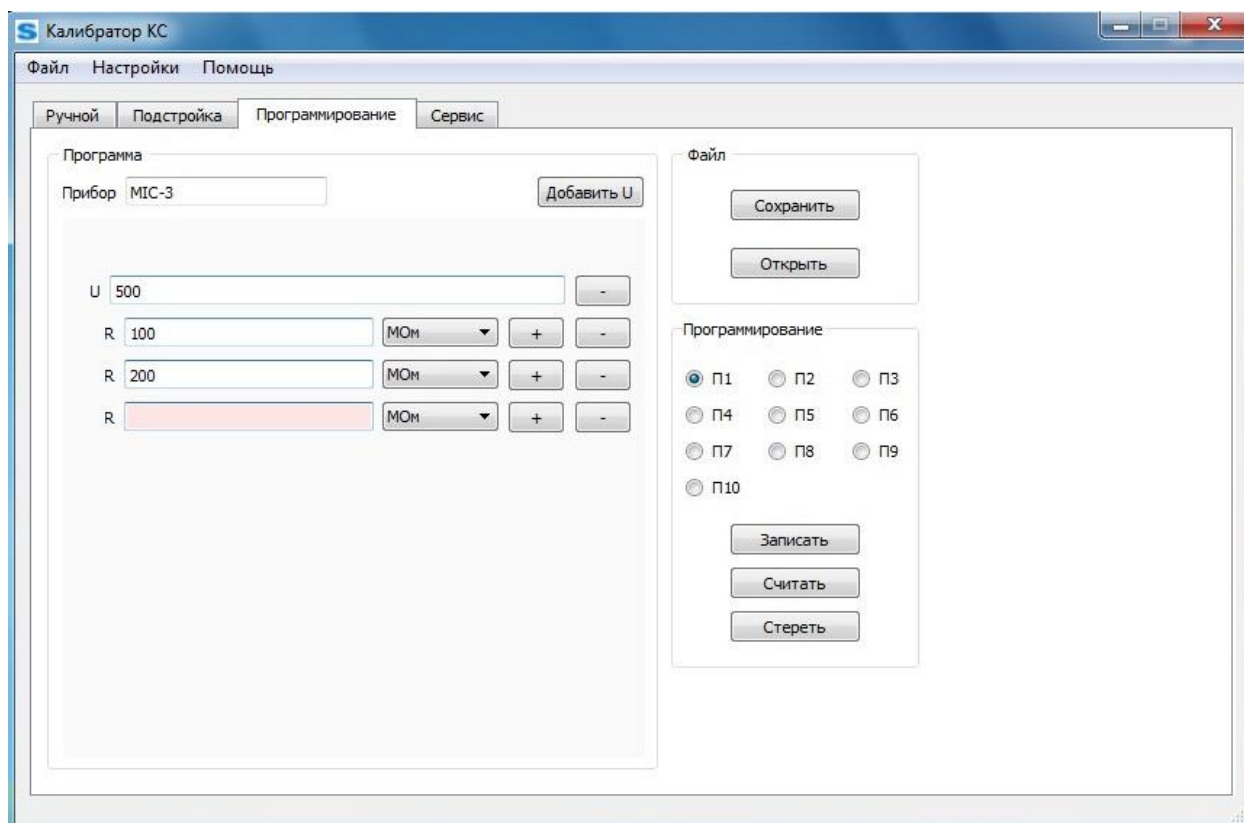 S Калибратор КС
Файл Настройки Помощь
Ручной Подстройка Программирование Сервис
Программа
Прибор MIC-3 Добавить U
U 500 -
R 100 МОм + -
R 200 МОм + -
R МОм + -
Файл
Сохранить
Открыть
Программирование
П1 П2 П3
П4 П5 П6
П7 П8 П9
П10
Записать
Считать
Стереть